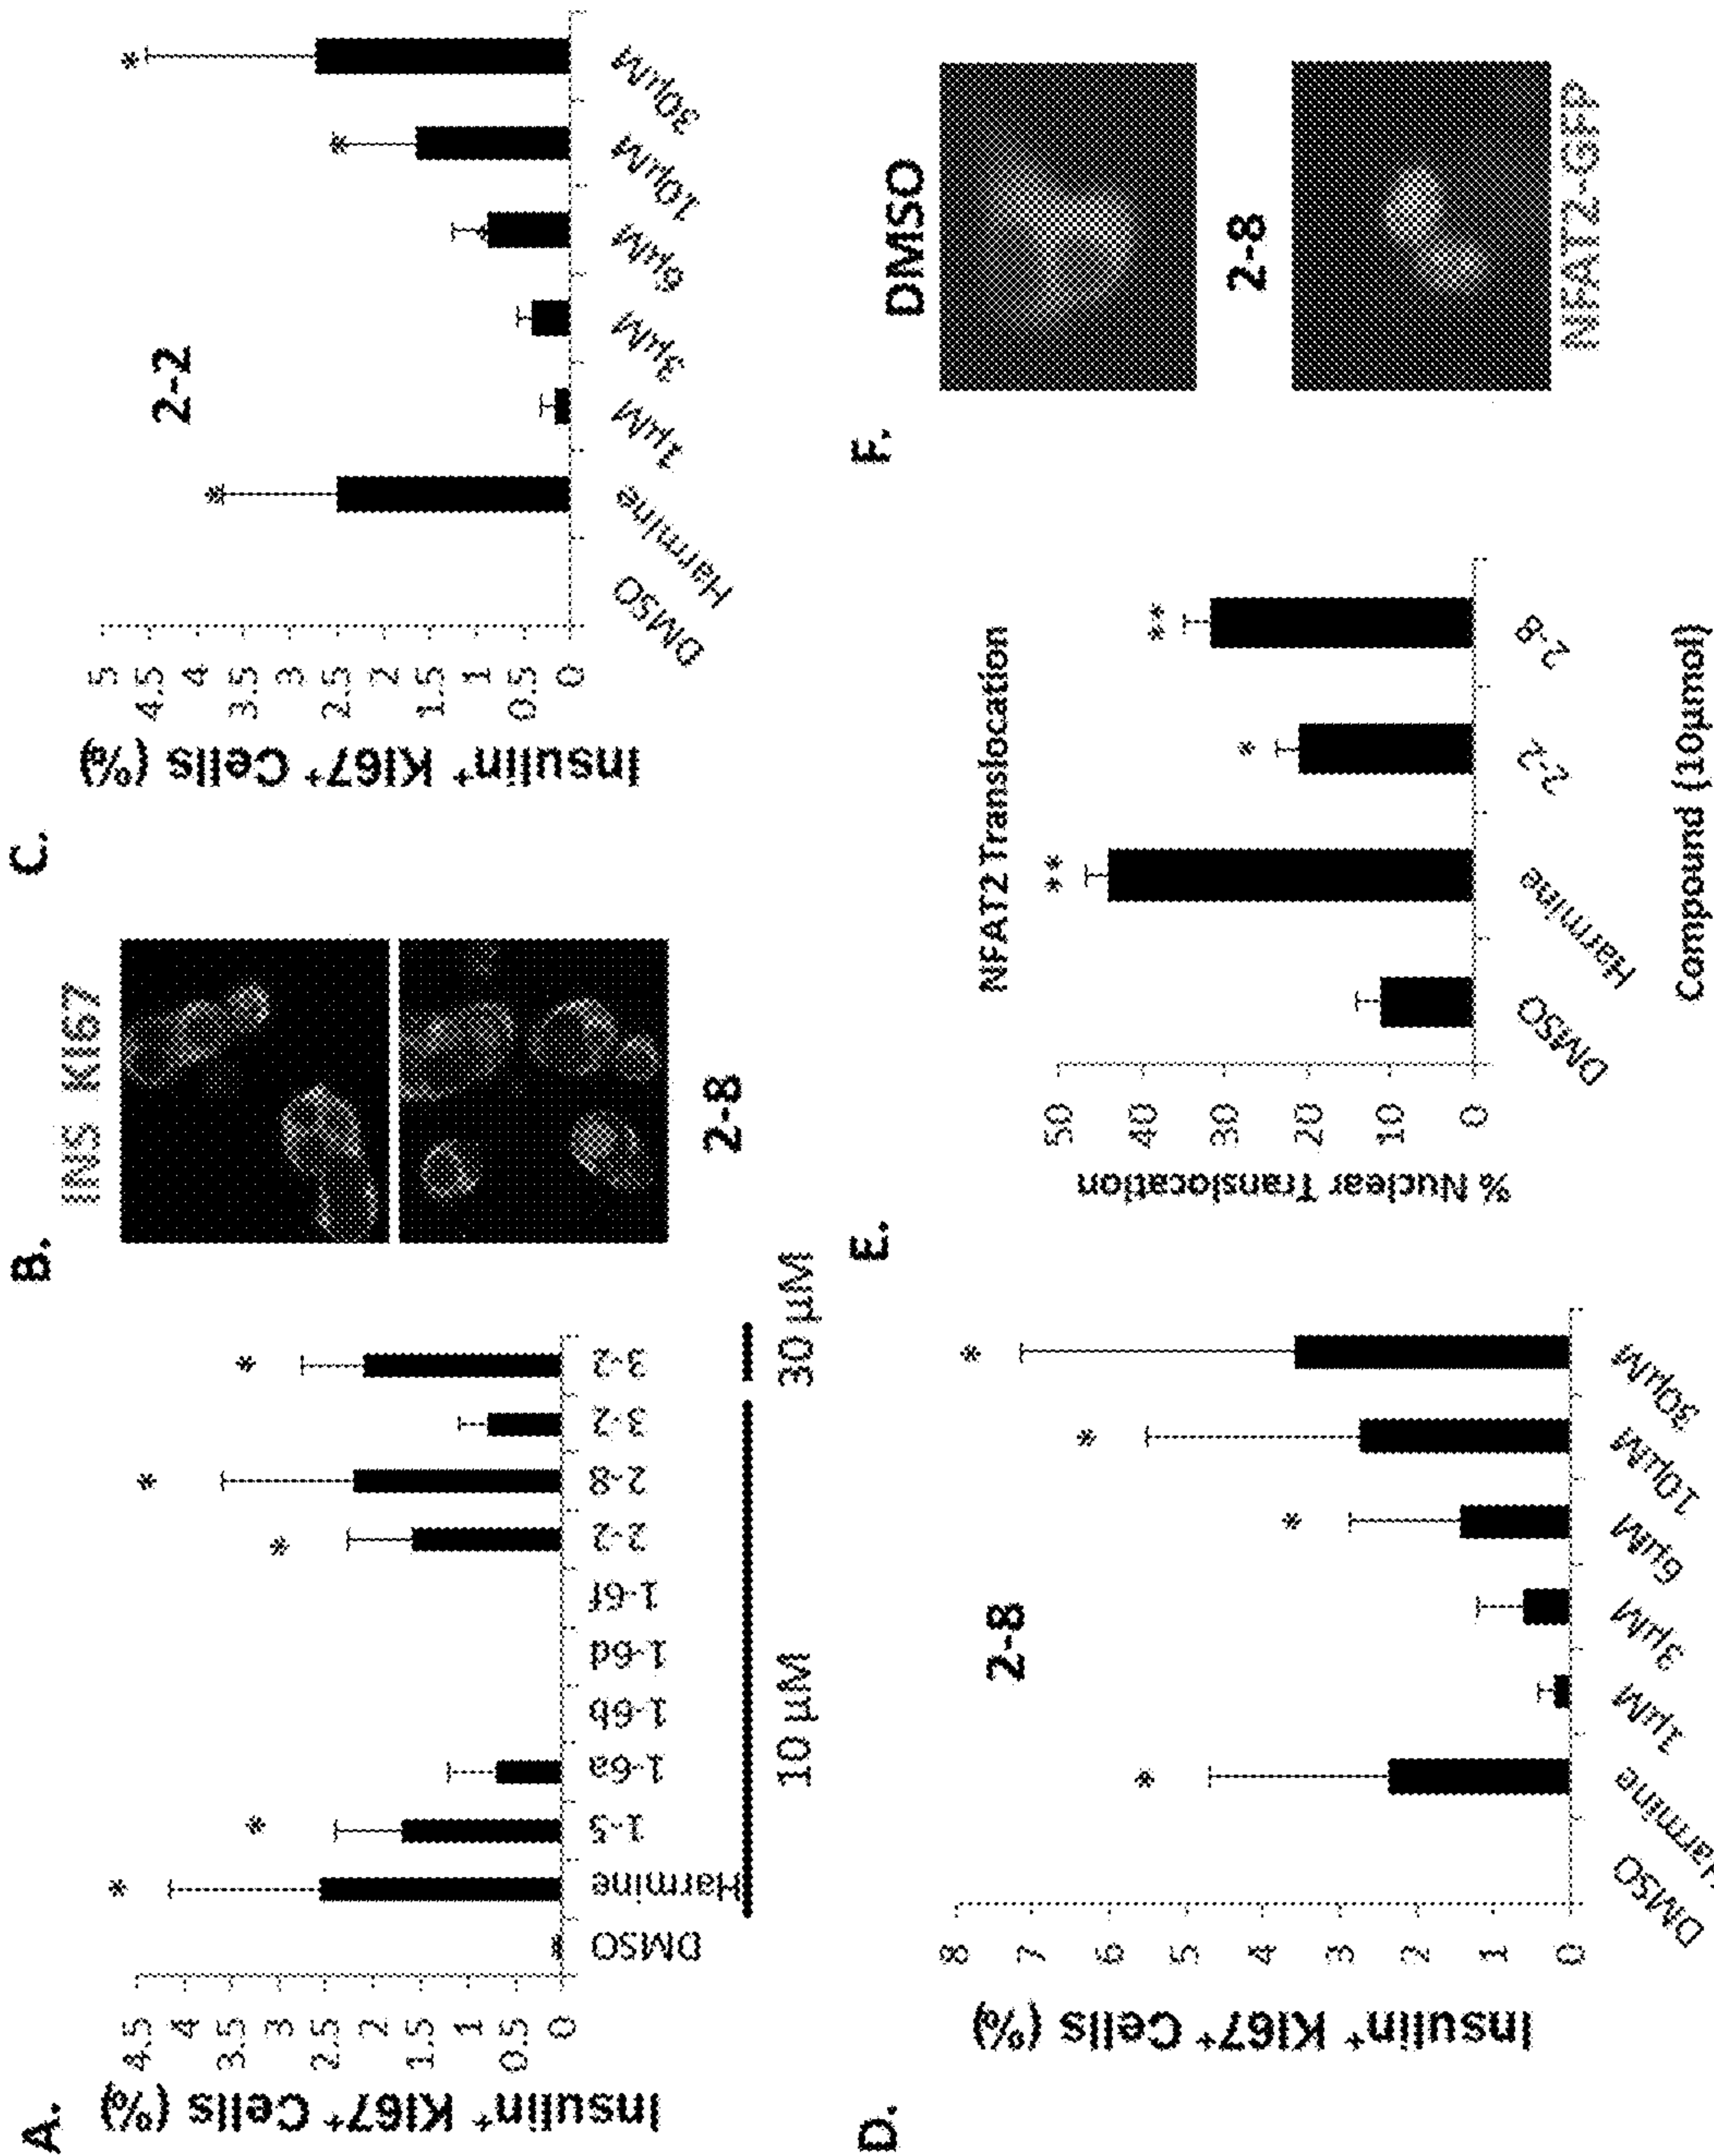 A.
Insulin⁺ KI67⁺ Cells (%)
4.5
4
3.5
3
2.5
2
1.5
1
0.5
0
DMSO
Harmine
1-5
1-6a
1-6b
1-6d
1-6f
2-2
2-8
3-2
3-2
10 µM
30 µM
B.
INS KI67
2-8
C.
Insulin⁺ KI67⁺ Cells (%)
5
4.5
4
3.5
3
2.5
2
1.5
1
0.5
0
2-2
DMSO
Harmine
1µM
3µM
6µM
10µM
30µM
* * *
D.
Insulin⁺ KI67⁺ Cells (%)
8
7
6
5
4
3
2
1
0
2-8
DMSO
Harmine
1µM
3µM
6µM
10µM
30µM
E.
NFAT2 Translocation
% Nuclear Translocation
50
40
30
20
10
0
** * **
DMSO
Harmine
2-2
2-8
Compound (10µmol)
F.
DMSO
2-8
NFAT2-GFP